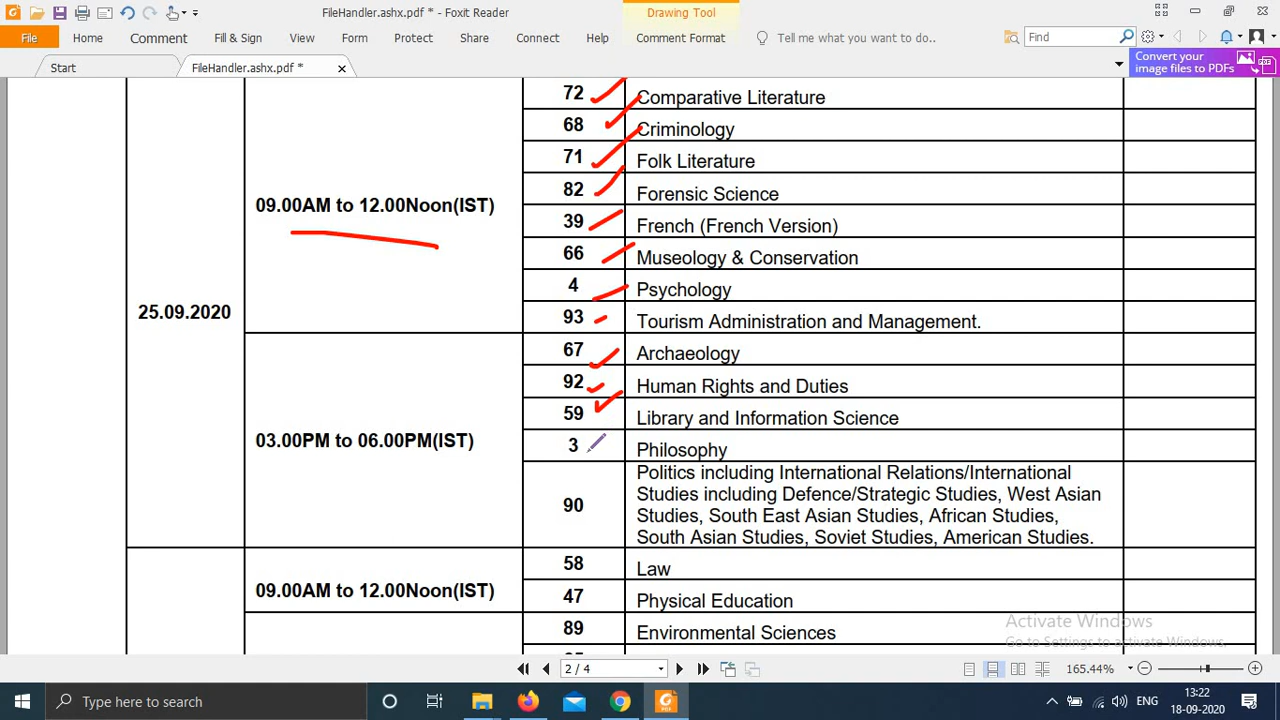 FileHandler.ashx.pdf * - Foxit Reader
Drawing Tool
File Home Comment Fill & Sign View Form Protect Share Connect Help Comment Format Tell me what you want to do.. Find
Start FileHandler.ashx.pdf *
Convert your
image files to PDFs
72 Comparative Literature
68 Criminology
71 Folk Literature
82 Forensic Science
09.00AM to 12.00Noon(IST)
39 French (French Version)
66 Museology & Conservation
4 Psychology
25.09.2020
93 Tourism Administration and Management.
67 Archaeology
92 Human Rights and Duties
59 Library and Information Science
03.00PM to 06.00PM(IST)
3 Philosophy
90 Politics including International Relations/International
Studies including Defence/Strategic Studies, West Asian
Studies, South East Asian Studies, African Studies,
South Asian Studies, Soviet Studies, American Studies.
09.00AM to 12.00Noon(IST)
58 Law
47 Physical Education
89 Environmental Sciences
Activate Windows
Go to Settings to activate Windows.
2 / 4
165.44%
Type here to search
ENG
13:22
18-09-2020